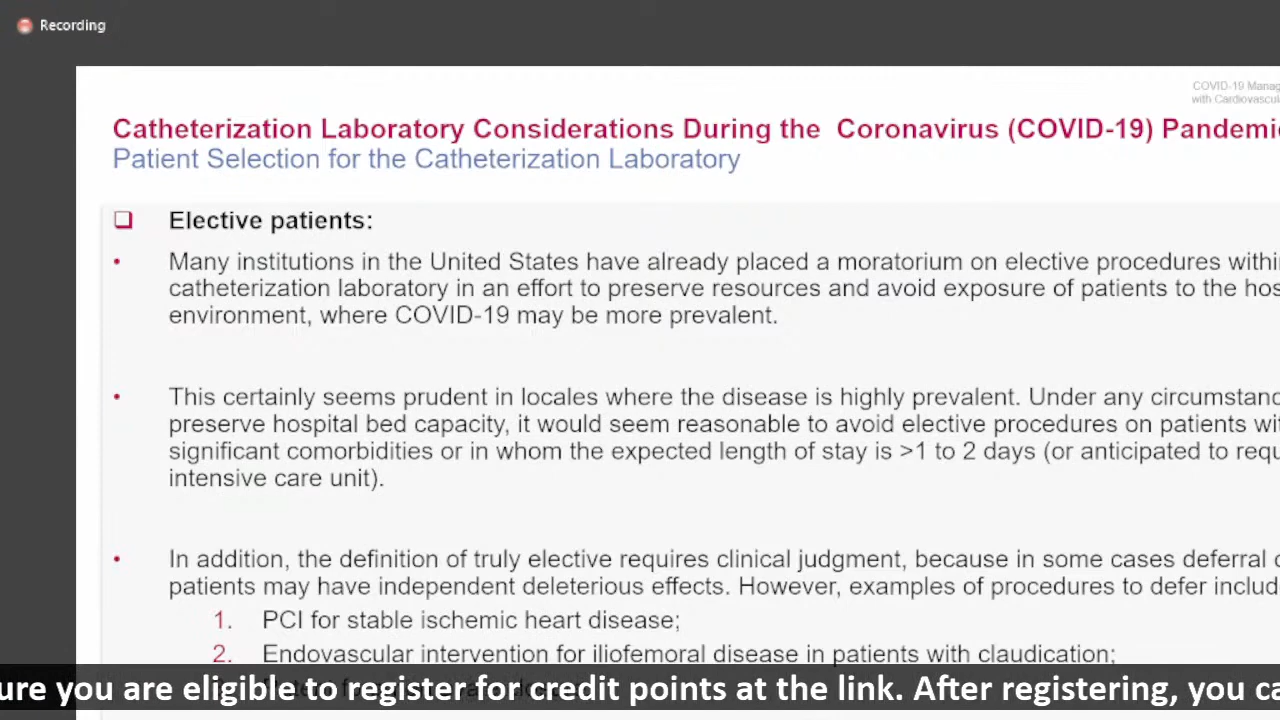 Recording
COVID-19 Manag
with Cardiovascula
Catheterization Laboratory Considerations During the Coronavirus (COVID-19) Pandemic
Patient Selection for the Catheterization Laboratory
Elective patients:
• Many institutions in the United States have already placed a moratorium on elective procedures withi
catheterization laboratory in an effort to preserve resources and avoid exposure of patients to the hos
environment, where COVID-19 may be more prevalent.
• This certainly seems prudent in locales where the disease is highly prevalent. Under any circumstanc
preserve hospital bed capacity, it would seem reasonable to avoid elective procedures on patients wit
significant comorbidities or in whom the expected length of stay is >1 to 2 days (or anticipated to requ
intensive care unit).
• In addition, the definition of truly elective requires clinical judgment, because in some cases deferral o
patients may have independent deleterious effects. However, examples of procedures to defer includ
1. PCI for stable ischemic heart disease;
2. Endovascular intervention for iliofemoral disease in patients with claudication;
ure you are eligible to register for credit points at the link. After registering, you ca